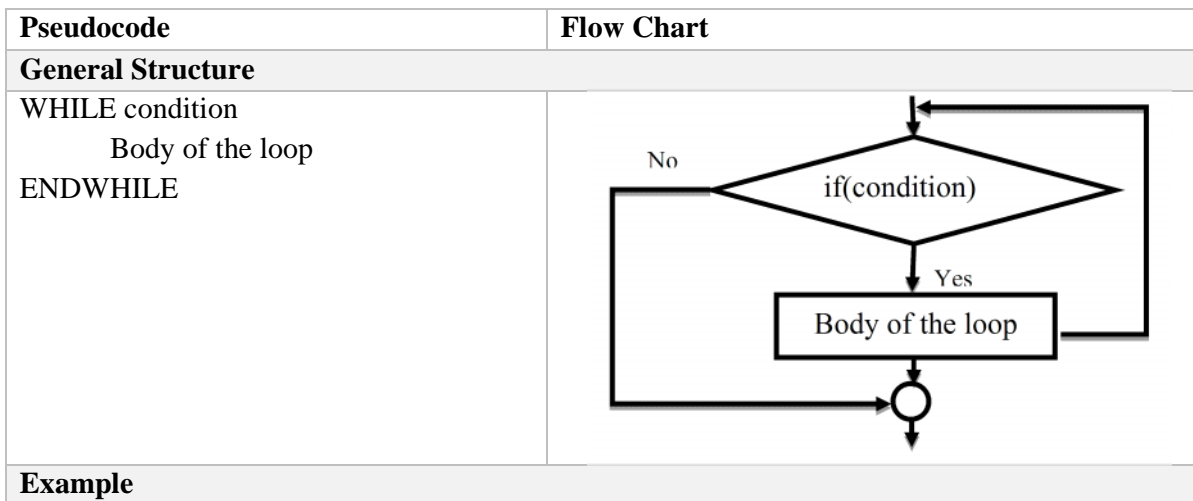 Pseudocode
Flow Chart
General Structure
WHILE condition
Body of the loop
ENDWHILE
No
if(condition)
Yes
Body of the loop
Example